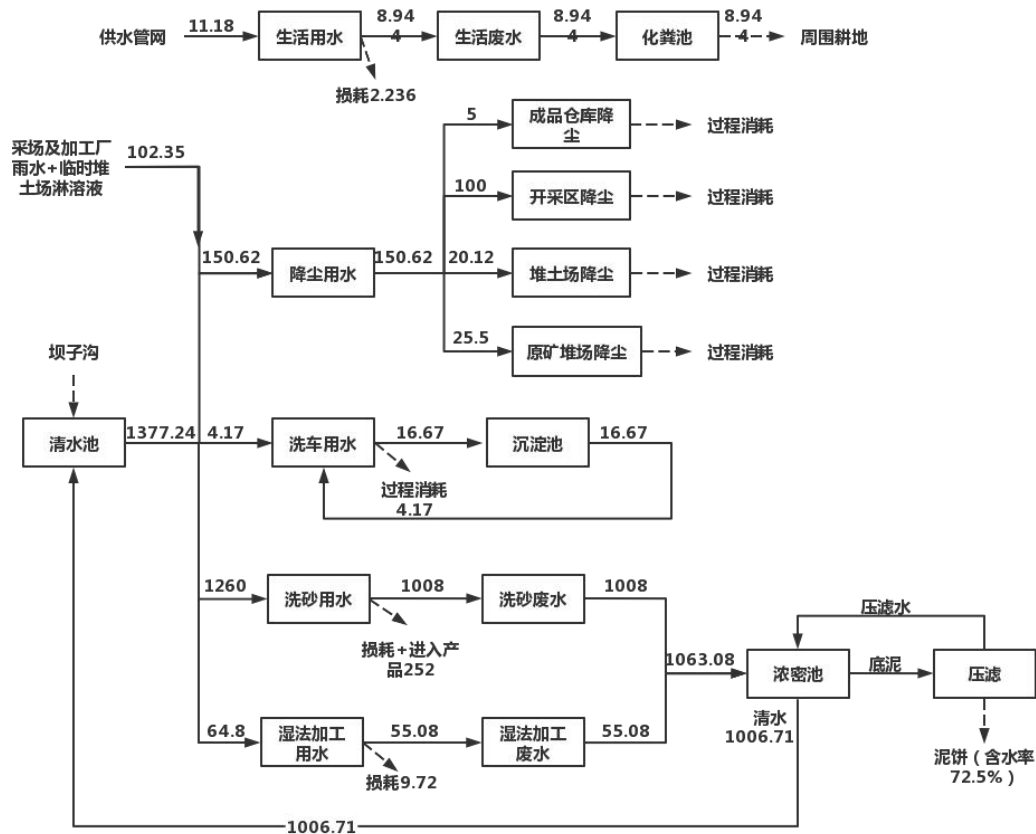 供水管网
11.18
生活用水
8.94
4
生活废水
8.94
4
化粪池
8.94
4
周围耕地
损耗2.236
采场及加工厂
雨水+临时堆
土场淋溶液
102.35
5
成品仓库降
尘
过程消耗
100
开采区降尘
过程消耗
150.62
降尘用水
150.62
20.12
堆土场降尘
过程消耗
25.5
原矿堆场降尘
过程消耗
坝子沟
清水池
1377.24
4.17
洗车用水
16.67
沉淀池
16.67
过程消耗
4.17
1260
洗砂用水
1008
洗砂废水
1008
损耗+进入产
品252
1063.08
浓密池
底泥
压滤
压滤水
64.8
湿法加工
用水
55.08
湿法加工
废水
55.08
损耗9.72
清水
1006.71
泥饼（含水率
72.5%）
1006.71